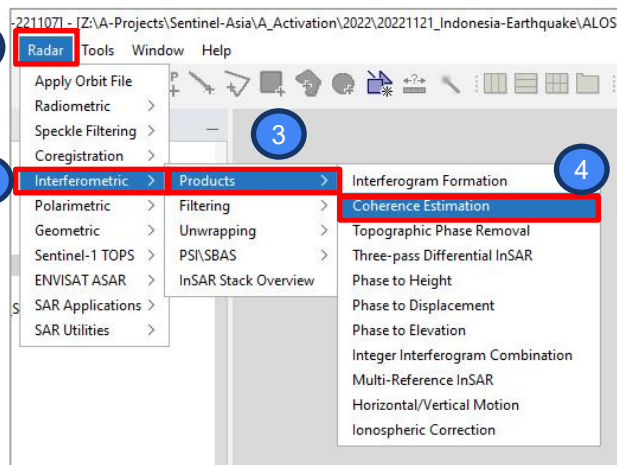 -221107] - [Z:\A-Projects\Sentinel-Asia\A_Activation\2022\20221121_Indonesia-Earthquake\ALOS
Radar Tools Window Help
Apply Orbit File
Radiometric >
Speckle Filtering >
Coregistration >
Interferometric >
Polarimetric >
Geometric >
Sentinel-1 TOPS >
ENVISAT ASAR >
SAR Applications >
SAR Utilities >
3
Products >
Filtering >
Unwrapping >
PSI\SBAS >
InSAR Stack Overview
4
Interferogram Formation
Coherence Estimation
Topographic Phase Removal
Three-pass Differential InSAR
Phase to Height
Phase to Displacement
Phase to Elevation
Integer Interferogram Combination
Multi-Reference InSAR
Horizontal/Vertical Motion
Ionospheric Correction